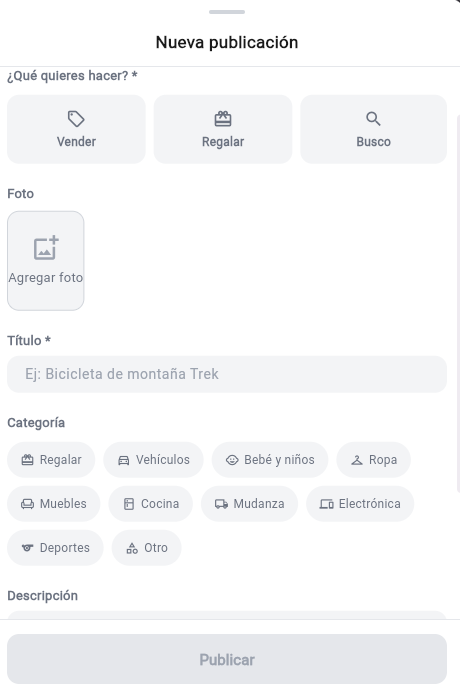 Nueva publicación
¿Qué quieres hacer? *
Vender
Regalar
Busco
Foto
Agregar foto
Título *
Ej: Bicicleta de montaña Trek
Categoría
Regalar
Vehículos
Bebé y niños
Ropa
Muebles
Cocina
Mudanza
Electrónica
Deportes
Otro
Descripción
Publicar